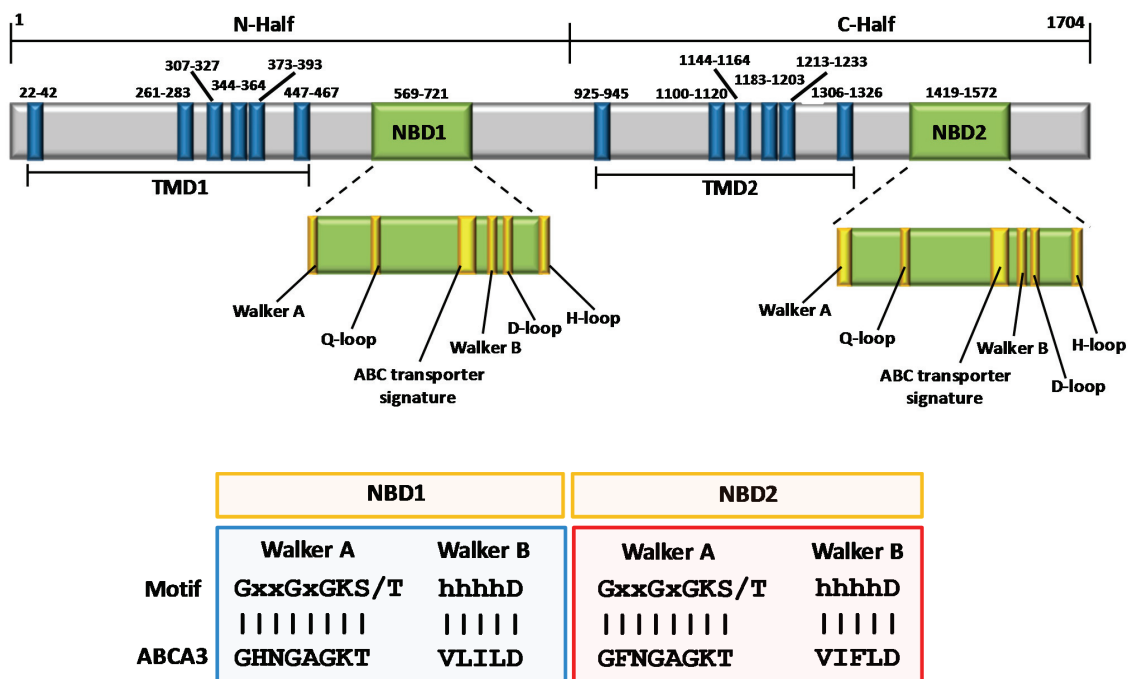 1
N-Half
C-Half
1704
307-327
373-393
1144-1164
1213-1233
344-364
1183-1203
22-42
261-283
447-467
569-721
925-945
1100-1120
1306-1326
1419-1572
NBD1
NBD2
TMD1
TMD2
Walker A
Q-loop
ABC transporter
signature
Walker B
D-loop
H-loop
Walker A
Q-loop
ABC transporter
signature
Walker B
D-loop
H-loop
NBD1
NBD2
Walker A
Walker B
Walker A
Walker B
Motif
GxxGxGKS/T
hhhhD
GxxGxGKS/T
hhhhD
ABCA3
GHNGAGKT
VLILD
GFNGAGKT
VIFLD